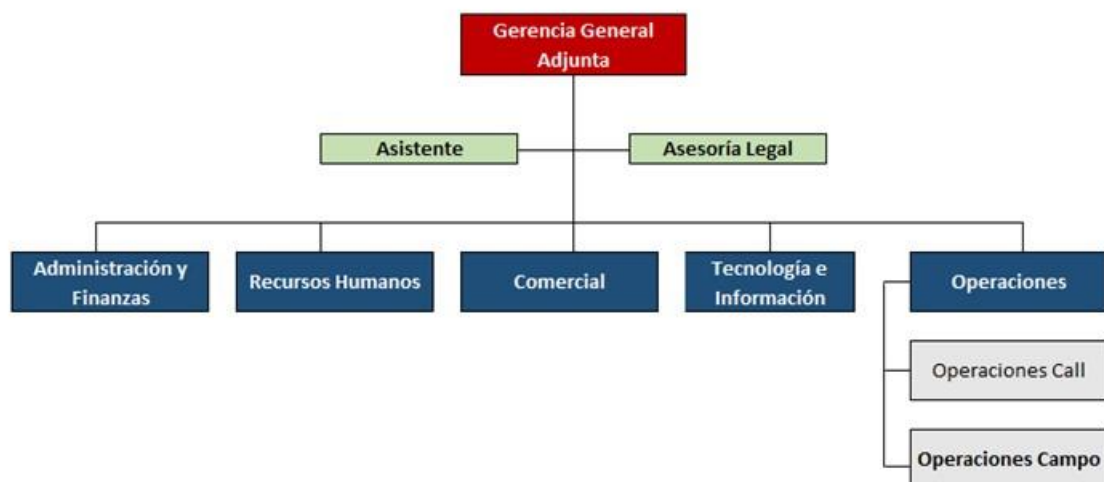 Gerencia General
Adjunta
Asistente
Asesoría Legal
Administración y
Finanzas
Recursos Humanos
Comercial
Tecnología e
Información
Operaciones
Operaciones Call
Operaciones Campo